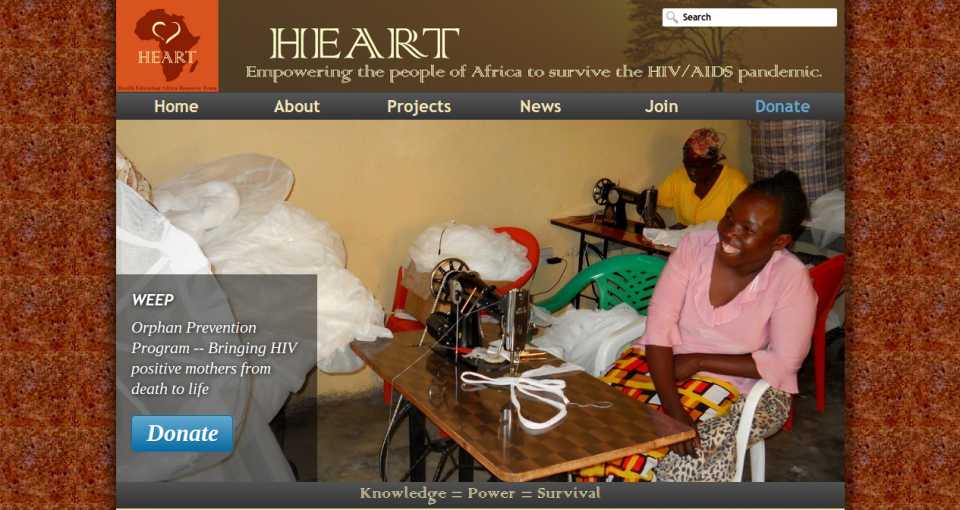 HEART
Health Education Africa Resource Team
HEART
Empowering the people of Africa to survive the HIV/AIDS pandemic.
Search
Home About Projects News Join Donate
WEEP
Orphan Prevention
Program -- Bringing HIV
positive mothers from
death to life
Donate
Knowledge = Power = Survival